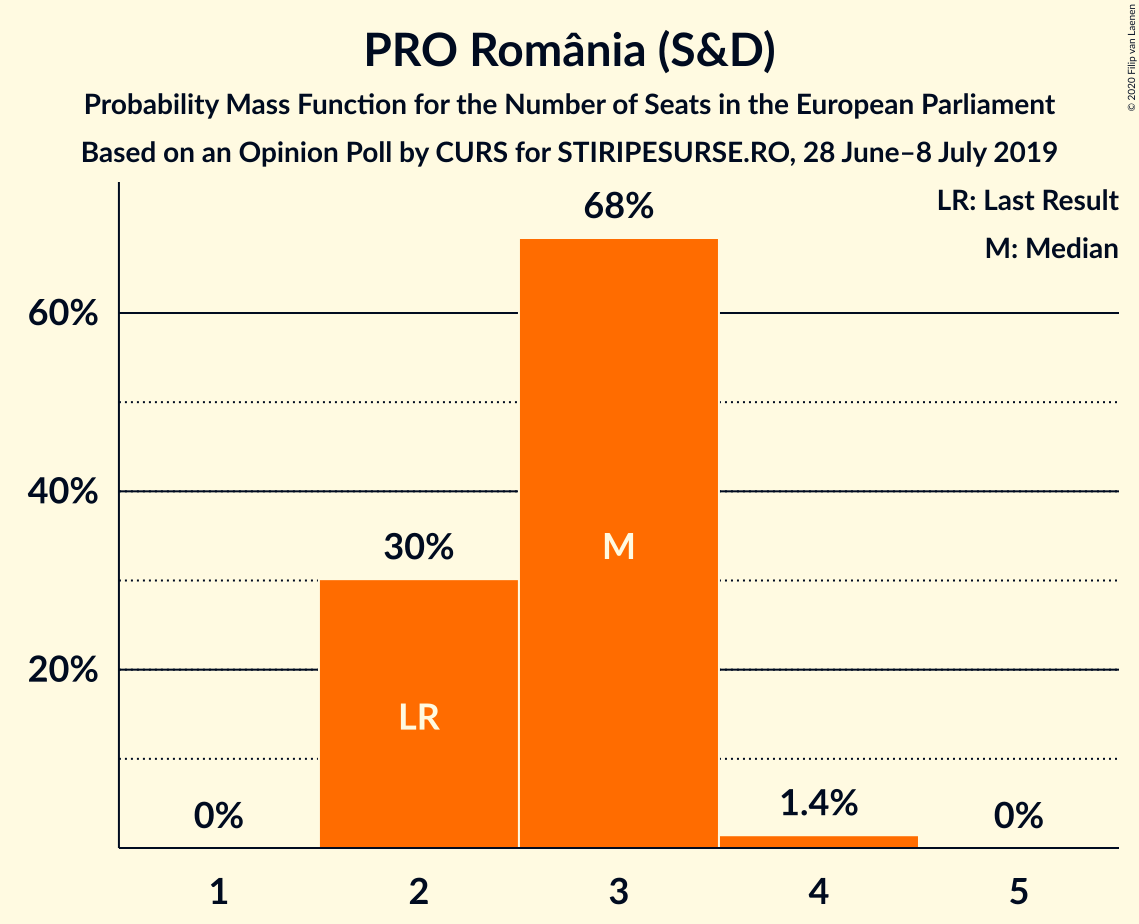 PRO România (S&D)
Probability Mass Function for the Number of Seats in the European Parliament
Based on an Opinion Poll by CURS for STIRIPESURSE.RO, 28 June–8 July 2019
© 2020 Filip van Laenen
LR: Last Result
M: Median
68%
60%
40%
30%
M
20%
LR
0%
1.4%
0%
1 2 3 4 5